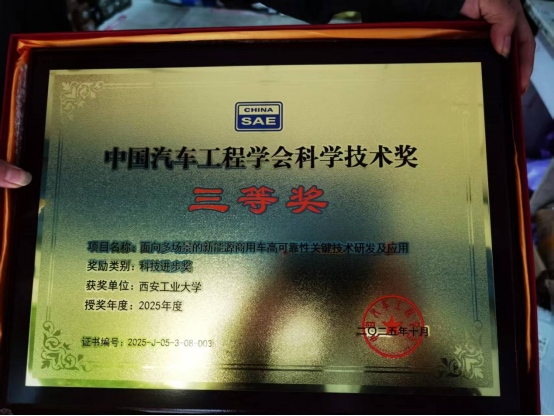 CHINA
SAE
中国汽车工程学会科学技术奖
三等奖
项目名称：面向多场景的新能源商用车高可靠性关键技术研发及应用
奖励类别：科技进步奖
获奖单位：西安工业大学
授奖年度：2025年度
二〇二五年十月
证书编号：2025-J-05-3-08-D03